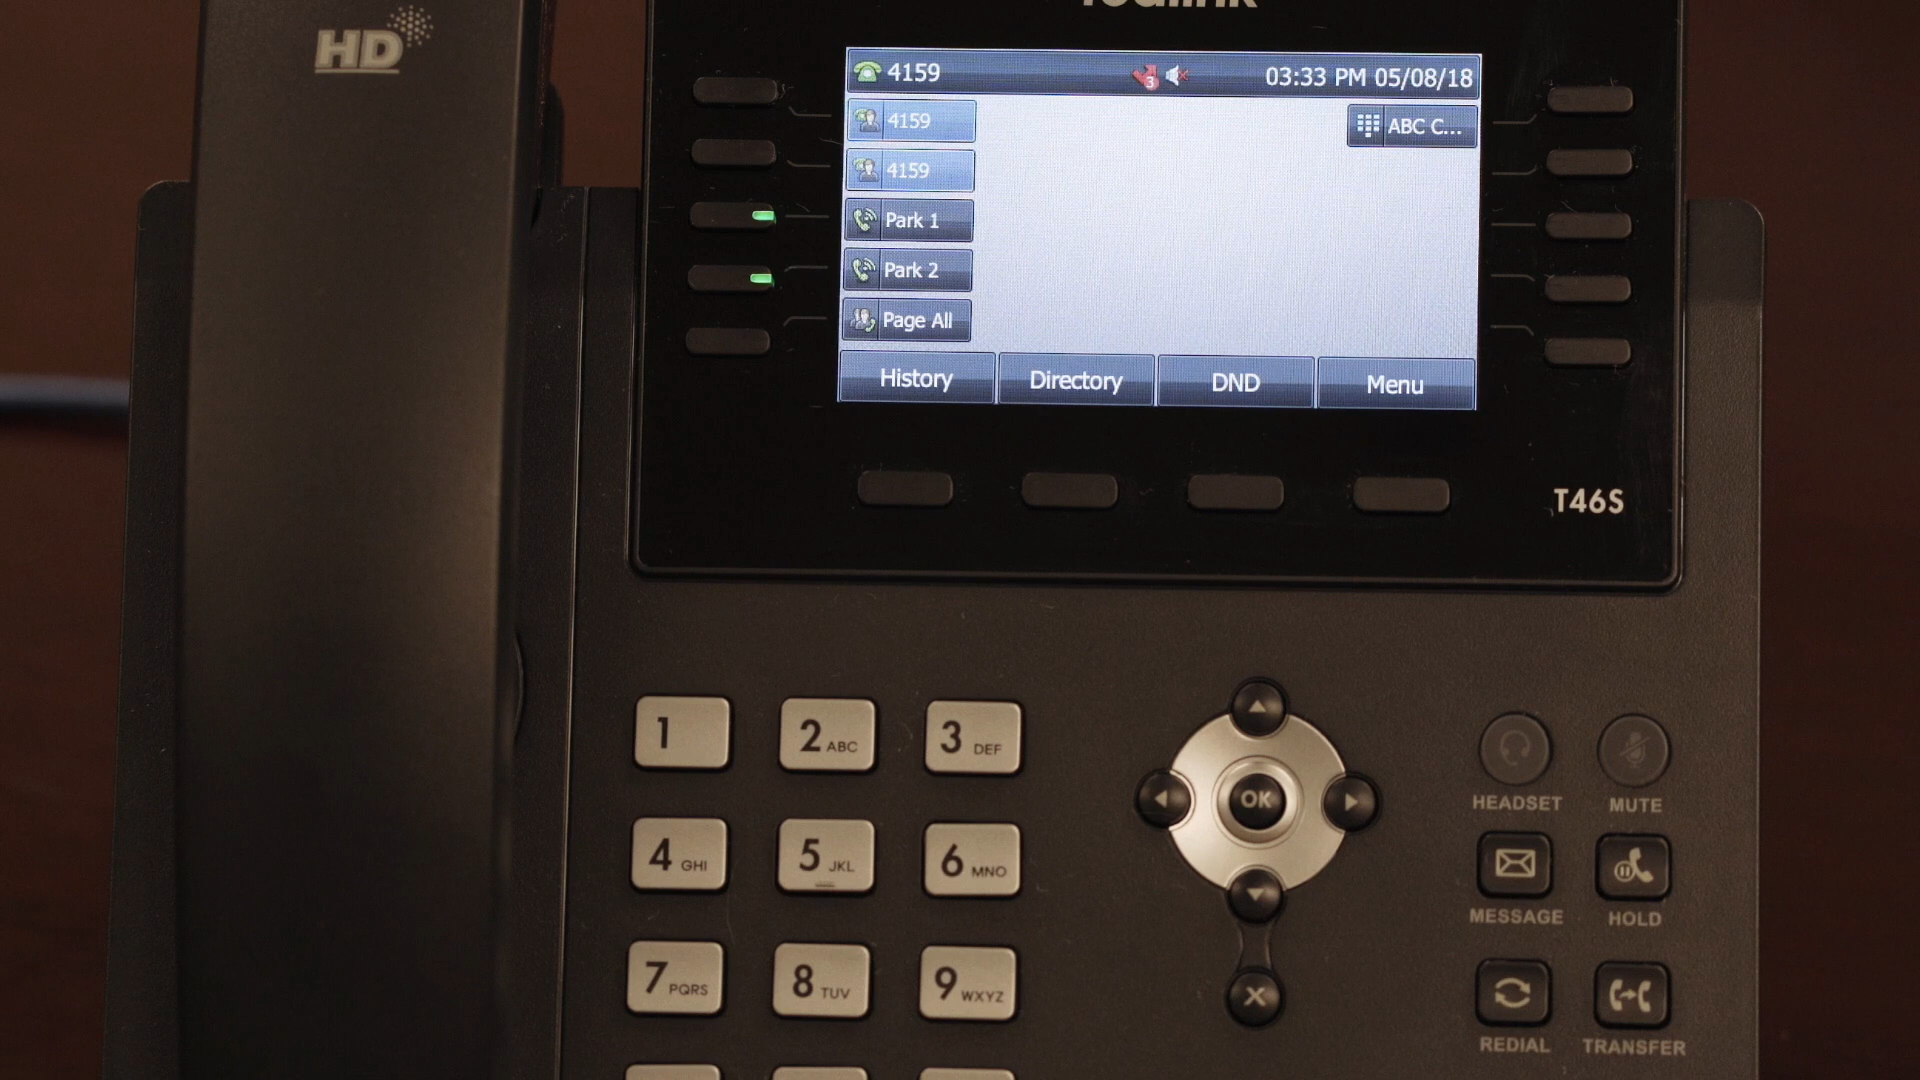 HD
Yealink
4159 3 03:33 PM 05/08/18
4159
ABC C...
4159
Park 1
Park 2
Page All
History Directory DND Menu
T46S
1 2 ABC 3 DEF
OK
HEADSET MUTE
4 GHI 5 JKL 6 MNO
MESSAGE HOLD
7 PQRS 8 TUV 9 WXYZ
REDIAL TRANSFER